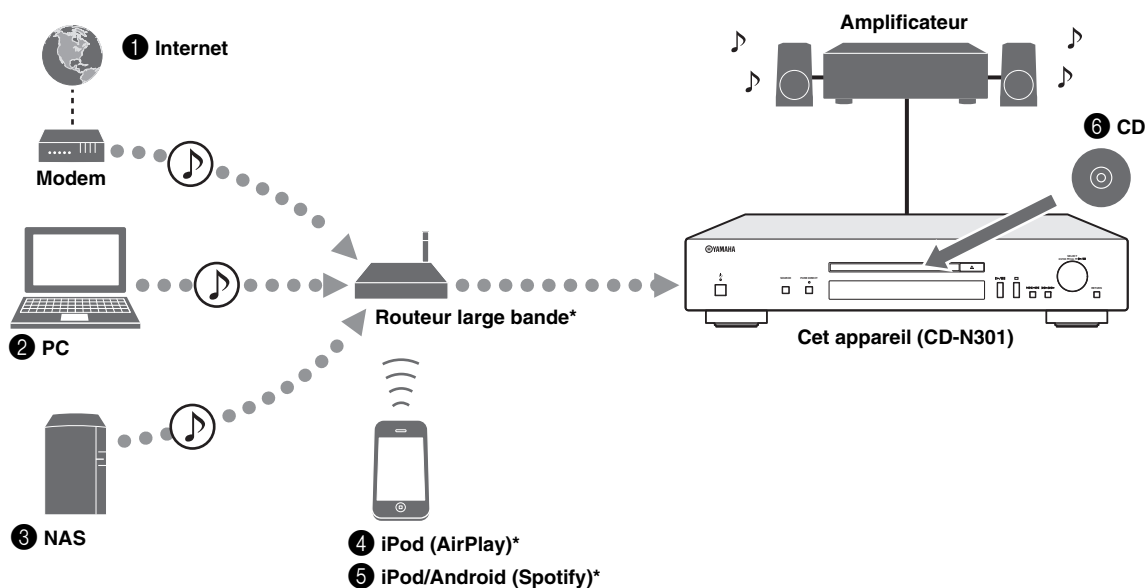 ❶ Internet
Modem
❷ PC
❸ NAS
Routeur large bande*
❹ iPod (AirPlay)*
❺ iPod/Android (Spotify)*
Amplificateur
❻ CD
YAMAHA
Cet appareil (CD-N301)